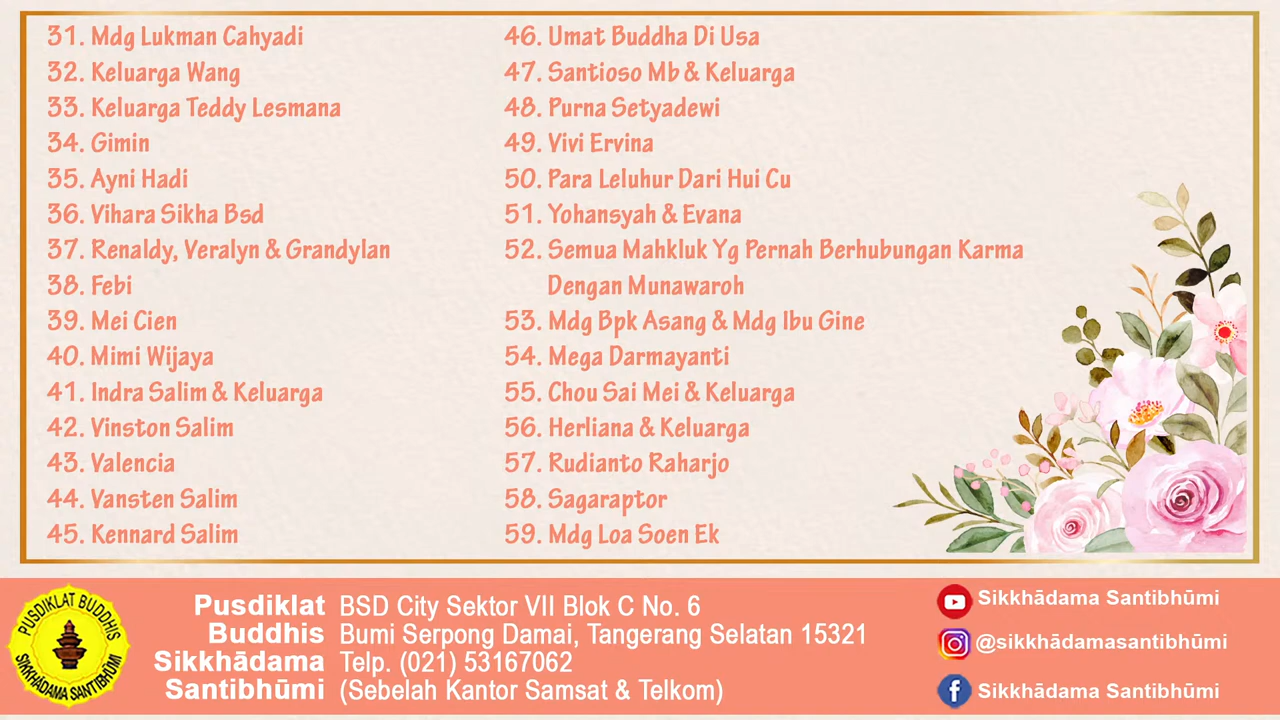 31. Mdg Lukman Cahyadi
32. Keluarga Wang
33. Keluarga Teddy Lesmana
34. Gimin
35. Ayni Hadi
36. Vihara Sikha Bsd
37. Renaldy, Veralyn & Grandylan
38. Febi
39. Mei Cien
40. Mimi Wijaya
41. Indra Salim & Keluarga
42. Vinston Salim
43. Valencia
44. Vansten Salim
45. Kennard Salim
46. Umat Buddha Di Usa
47. Santioso Mb & Keluarga
48. Purna Setyadewi
49. Vivi Ervina
50. Para Leluhur Dari Hui Cu
51. Yohansyah & Evana
52. Semua Mahkluk Yg Pernah Berhubungan Karma
Dengan Munawaroh
53. Mdg Bpk Asang & Mdg Ibu Gine
54. Mega Darmayanti
55. Chou Sai Mei & Keluarga
56. Herliana & Keluarga
57. Rudianto Raharjo
58. Sagaraptor
59. Mdg Loa Soen Ek
PUSDIKLAT BUDDHIS
SIKKHĀDAMA SANTIBHŪMI
Pusdiklat
Buddhis
Sikkhādama
Santibhūmi
BSD City Sektor VII Blok C No. 6
Bumi Serpong Damai, Tangerang Selatan 15321
Telp. (021) 53167062
(Sebelah Kantor Samsat & Telkom)
Sikkhādama Santibhūmi
@sikkhādamasantibhūmi
Sikkhādama Santibhūmi